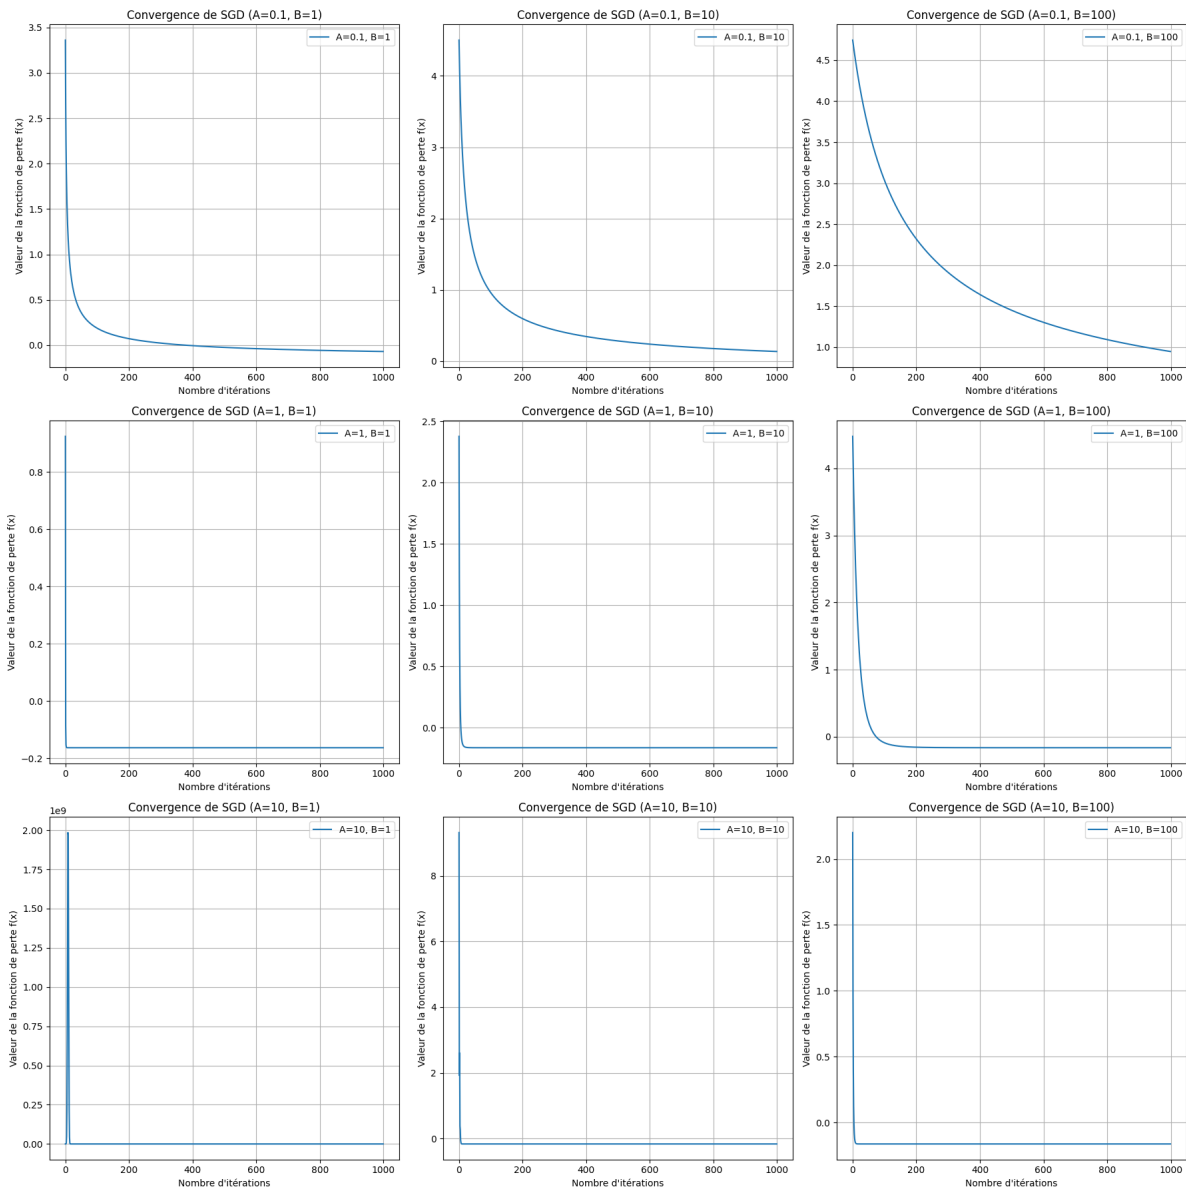 Convergence de SGD (A=0.1, B=1)
A=0.1, B=1
Valeur de la fonction de perte f(x)
3.5
3.0
2.5
2.0
1.5
1.0
0.5
0.0
0 200 400 600 800 1000
Nombre d'itérations
Convergence de SGD (A=0.1, B=10)
A=0.1, B=10
Valeur de la fonction de perte f(x)
4
3
2
1
0
0 200 400 600 800 1000
Nombre d'itérations
Convergence de SGD (A=0.1, B=100)
A=0.1, B=100
Valeur de la fonction de perte f(x)
4.5
4.0
3.5
3.0
2.5
2.0
1.5
1.0
0 200 400 600 800 1000
Nombre d'itérations
Convergence de SGD (A=1, B=1)
A=1, B=1
Valeur de la fonction de perte f(x)
0.8
0.6
0.4
0.2
0.0
−0.2
0 200 400 600 800 1000
Nombre d'itérations
Convergence de SGD (A=1, B=10)
A=1, B=10
Valeur de la fonction de perte f(x)
2.5
2.0
1.5
1.0
0.5
0.0
0 200 400 600 800 1000
Nombre d'itérations
Convergence de SGD (A=1, B=100)
A=1, B=100
Valeur de la fonction de perte f(x)
4
3
2
1
0
0 200 400 600 800 1000
Nombre d'itérations
Convergence de SGD (A=10, B=1)
1e9
A=10, B=1
Valeur de la fonction de perte f(x)
2.00
1.75
1.50
1.25
1.00
0.75
0.50
0.25
0.00
0 200 400 600 800 1000
Nombre d'itérations
Convergence de SGD (A=10, B=10)
A=10, B=10
Valeur de la fonction de perte f(x)
8
6
4
2
0
0 200 400 600 800 1000
Nombre d'itérations
Convergence de SGD (A=10, B=100)
A=10, B=100
Valeur de la fonction de perte f(x)
2.0
1.5
1.0
0.5
0.0
0 200 400 600 800 1000
Nombre d'itérations